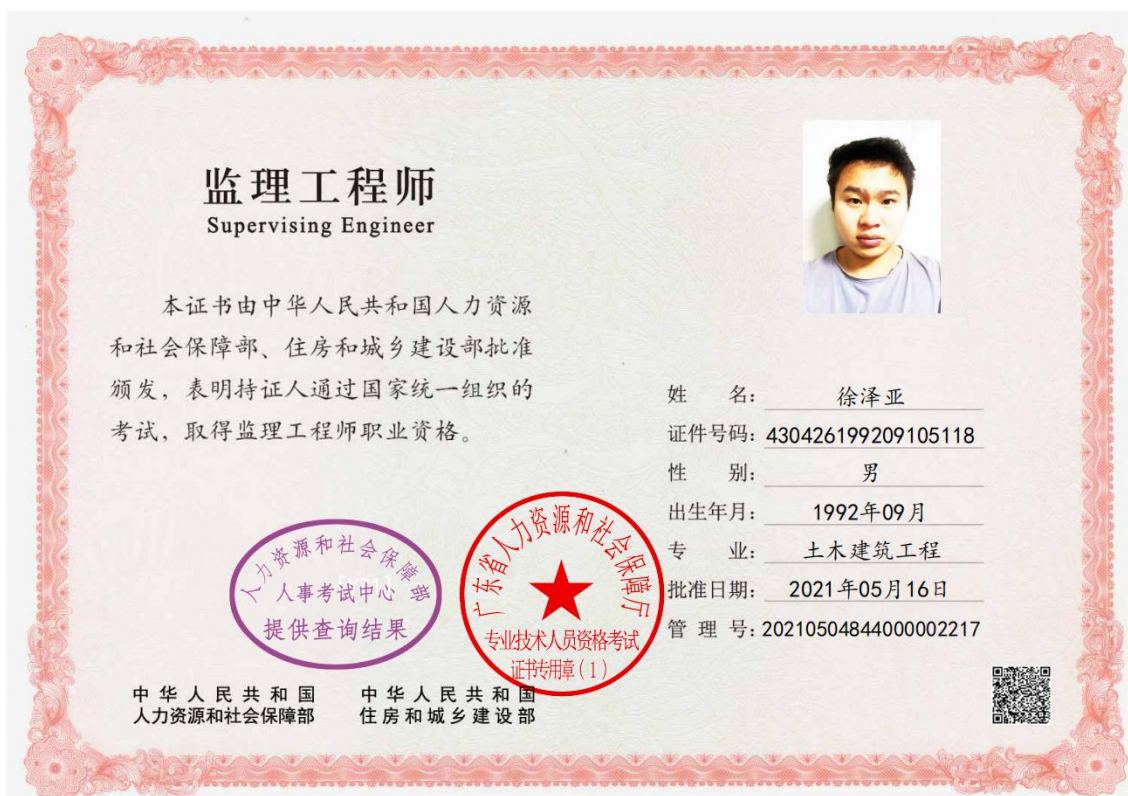 监理工程师
Supervising Engineer
本证书由中华人民共和国人力资源
和社会保障部、住房和城乡建设部批准
颁发，表明持证人通过国家统一组织的
考试，取得监理工程师职业资格。
姓 名： 徐泽亚
证件号码： 430426199209105118
性 别： 男
出生年月： 1992年09月
专 业： 土木建筑工程
批准日期： 2021年05月16日
管 理 号： 20210504844000002217
人力资源和社会保障部
人事考试中心
提供查询结果
广东省人力资源和社会保障厅
专业技术人员资格考试
证书专用章(1)
中华人民共和国
人力资源和社会保障部
中华人民共和国
住房和城乡建设部